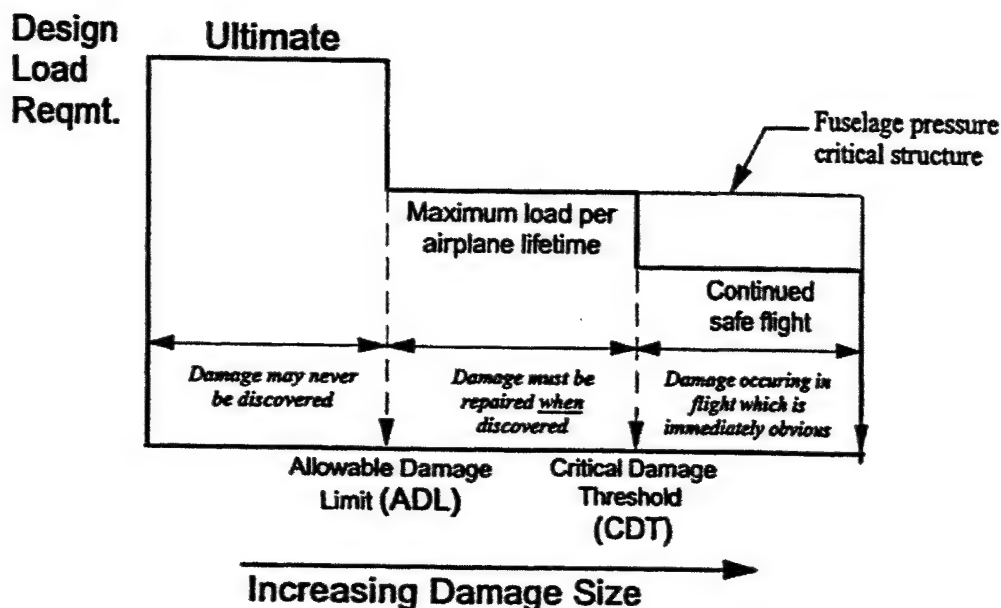 Design
Load
Reqmt.
Ultimate
Fuselage pressure
critical structure
Maximum load per
airplane lifetime
Continued
safe flight
Damage may never
be discovered
Damage must be
repaired when
discovered
Damage occuring in
flight which is
immediately obvious
Allowable Damage
Limit (ADL)
Critical Damage
Threshold
(CDT)
Increasing Damage Size